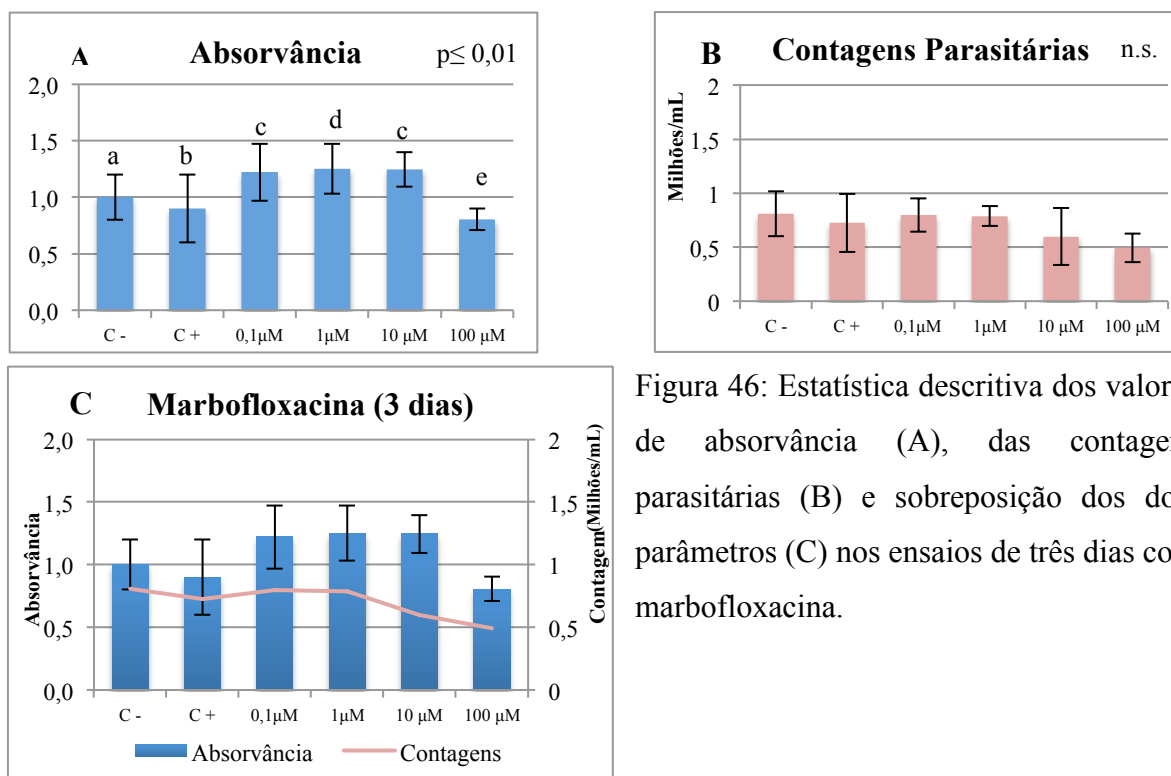 A Absorvância p≤ 0,01
2,0
1,5
1,0
0,5
0,0
a b c d c e
C - C + 0,1μM 1μM 10 μM 100 μM
B Contagens Parasitárias n.s.
Milhões/mL
2
1,5
1
0,5
0
C - C + 0,1μM 1μM 10 μM 100 μM
C Marbofloxacina (3 dias)
Absorvância
2,0
1,5
1,0
0,5
0,0
2
1,5
1
0,5
0
Contagem(Milhões/mL)
C - C + 0,1μM 1μM 10 μM 100 μM
Absorvância Contagens
Figura 46: Estatística descritiva dos valor
de absorvância (A), das contage
parasitárias (B) e sobreposição dos do
parâmetros (C) nos ensaios de três dias co
marbofloxacina.